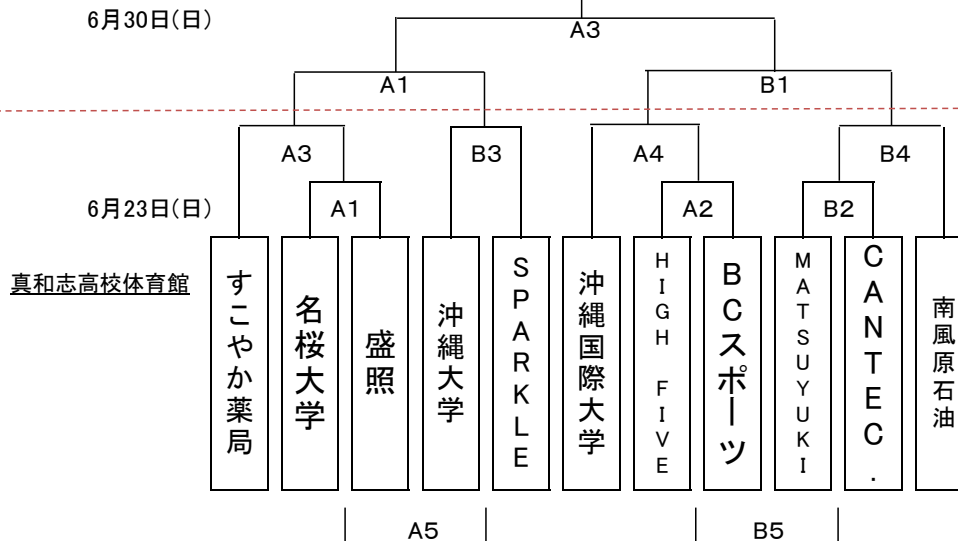 6月30日(日)
A3
A1
B1
A3
B3
A4
B4
6月23日(日)
A1
A2
B2
真和志高校体育館
すこやか薬局
名桜大学
盛照
沖縄大学
SPARKLE
沖縄国際大学
HIGH FIVE
BCスポーツ
MATSUYUKI
CANTEC.
南風原石油
A5
B5